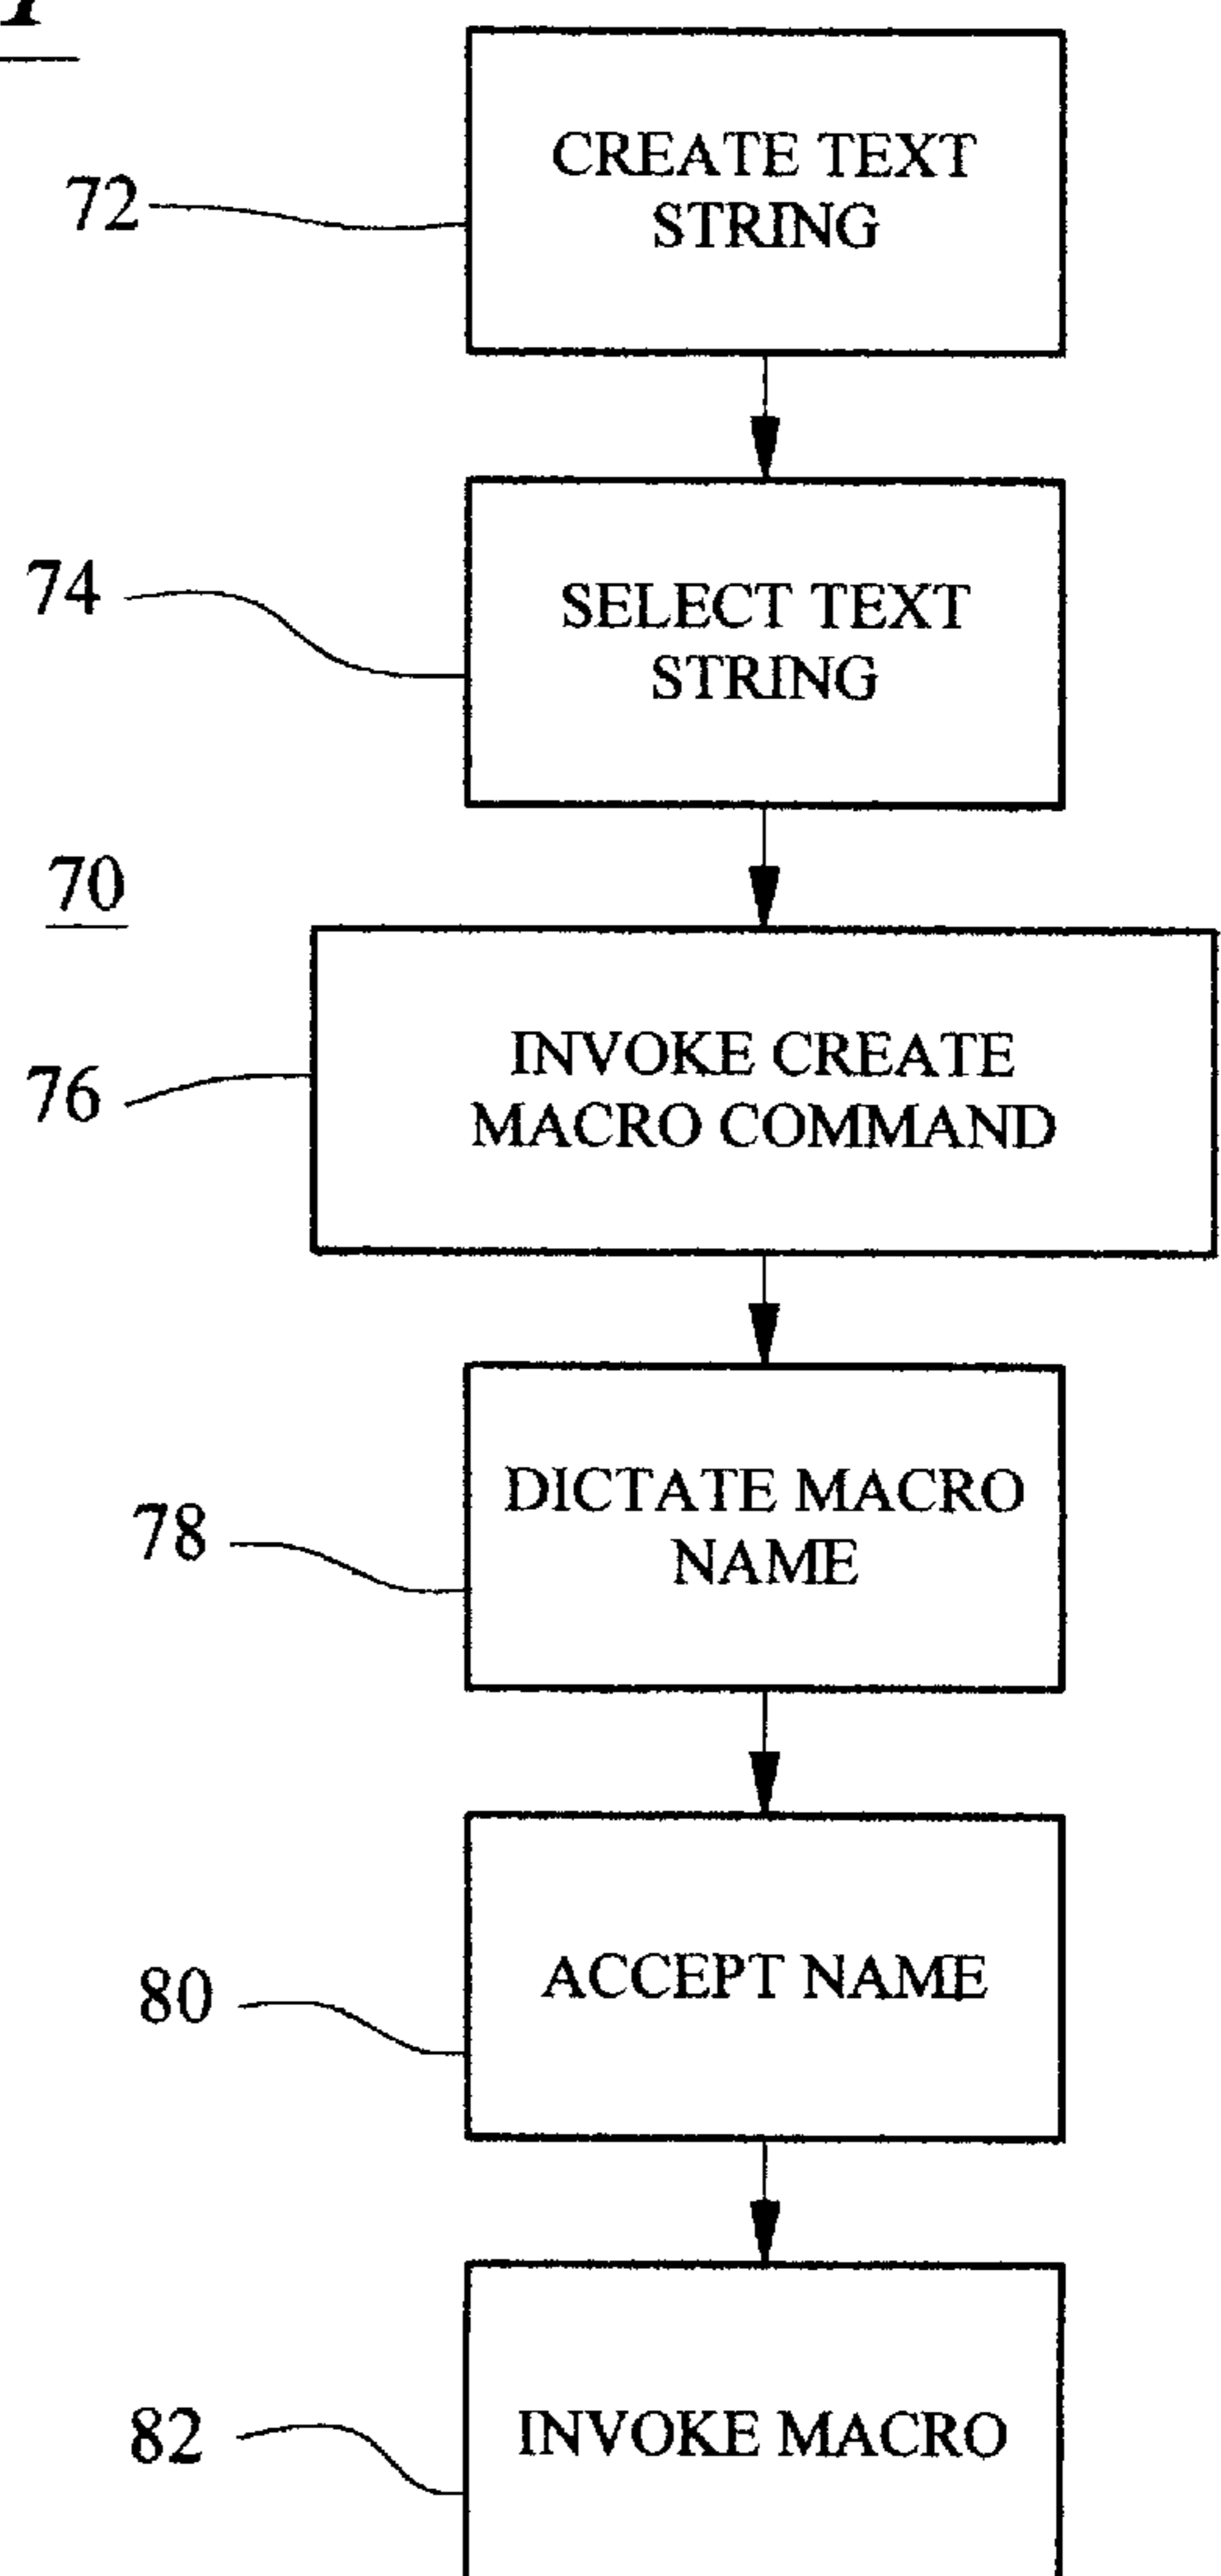 CREATE TEXT
STRING
72
SELECT TEXT
STRING
74
70
INVOKE CREATE
MACRO COMMAND
76
DICTATE MACRO
NAME
78
ACCEPT NAME
80
INVOKE MACRO
82